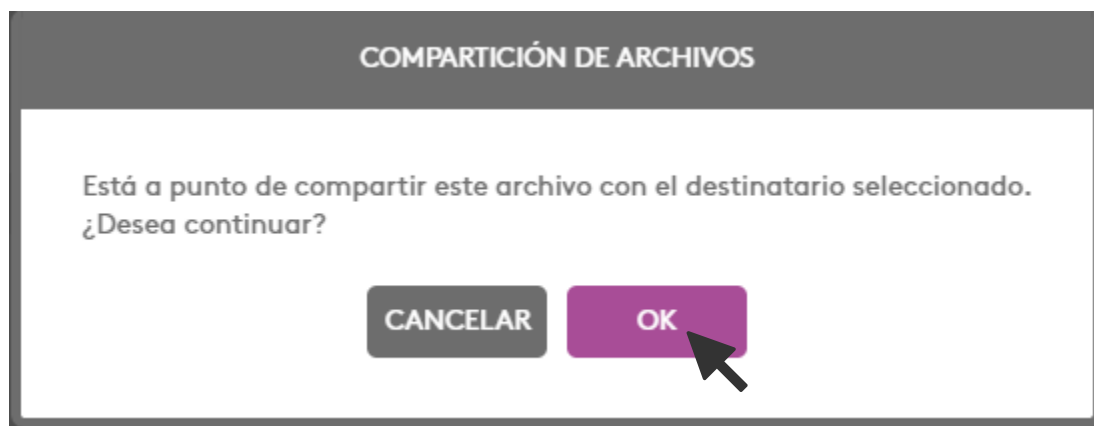 COMPARTICIÓN DE ARCHIVOS
Está a punto de compartir este archivo con el destinatario seleccionado.
¿Desea continuar?
CANCELAR OK